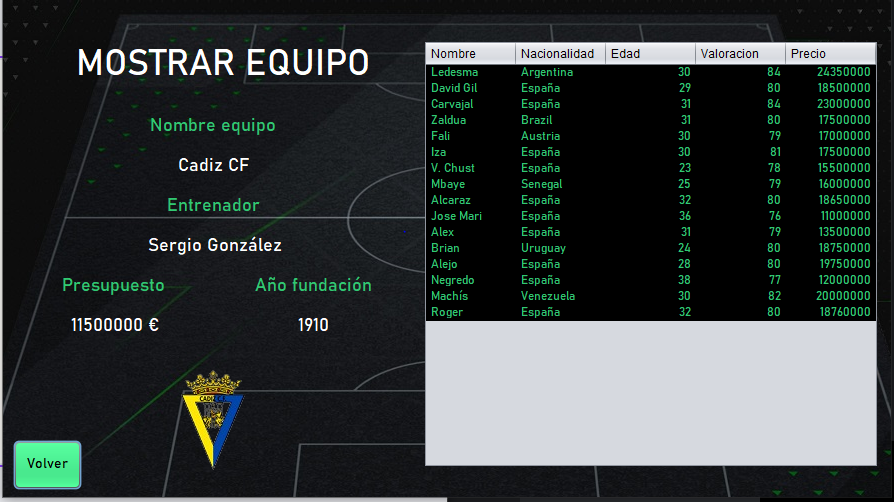 MOSTRAR EQUIPO
Nombre equipo
Cadiz CF
Entrenador
Sergio González
Presupuesto Año fundación
11500000 € 1910
CADIZ C.F.
Volver
Nombre Nacionalidad Edad Valoracion Precio
Ledesma Argentina 30 84 24350000
David Gil España 29 80 18500000
Carvajal España 31 84 23000000
Zaldua Brazil 31 80 17500000
Fali Austria 30 79 17000000
Iza España 30 81 17500000
V. Chust España 23 78 15500000
Mbaye Senegal 25 79 16000000
Alcaraz España 32 80 18650000
Jose Mari España 36 76 11000000
Alex España 31 79 13500000
Brian Uruguay 24 80 18750000
Alejo España 28 80 19750000
Negredo España 38 77 12000000
Machís Venezuela 30 82 20000000
Roger España 32 80 18760000